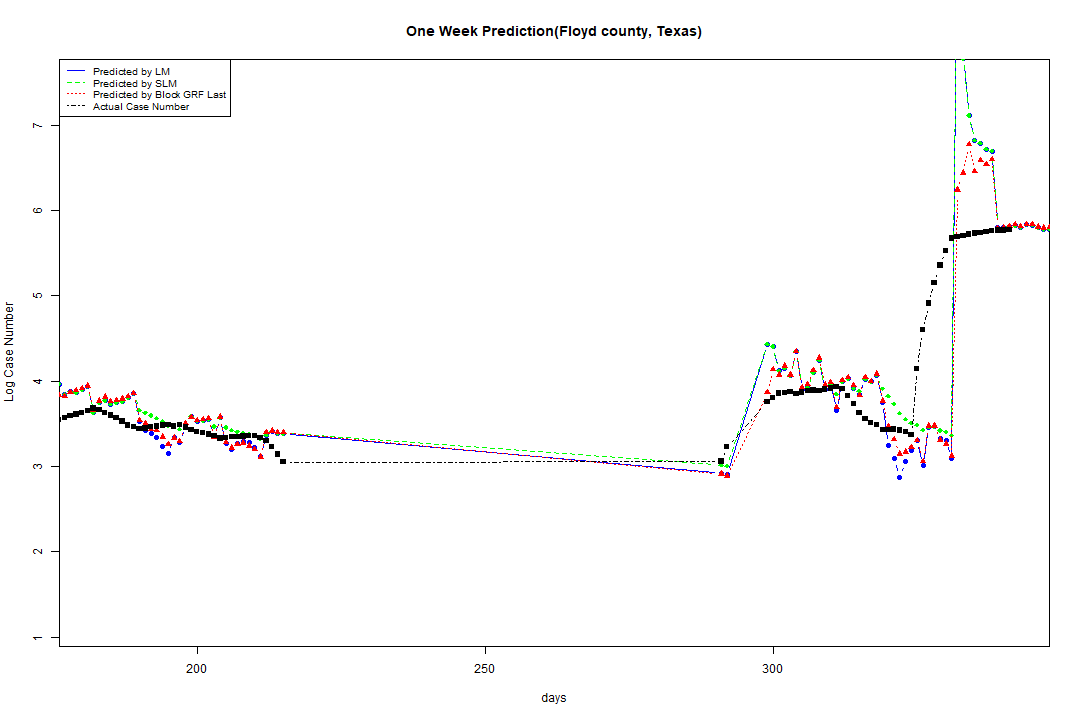 One Week Prediction(Floyd county, Texas)
Predicted by LM
Predicted by SLM
Predicted by Block GRF Last
Actual Case Number
7
6
5
4
3
2
1
Log Case Number
200 250 300
days